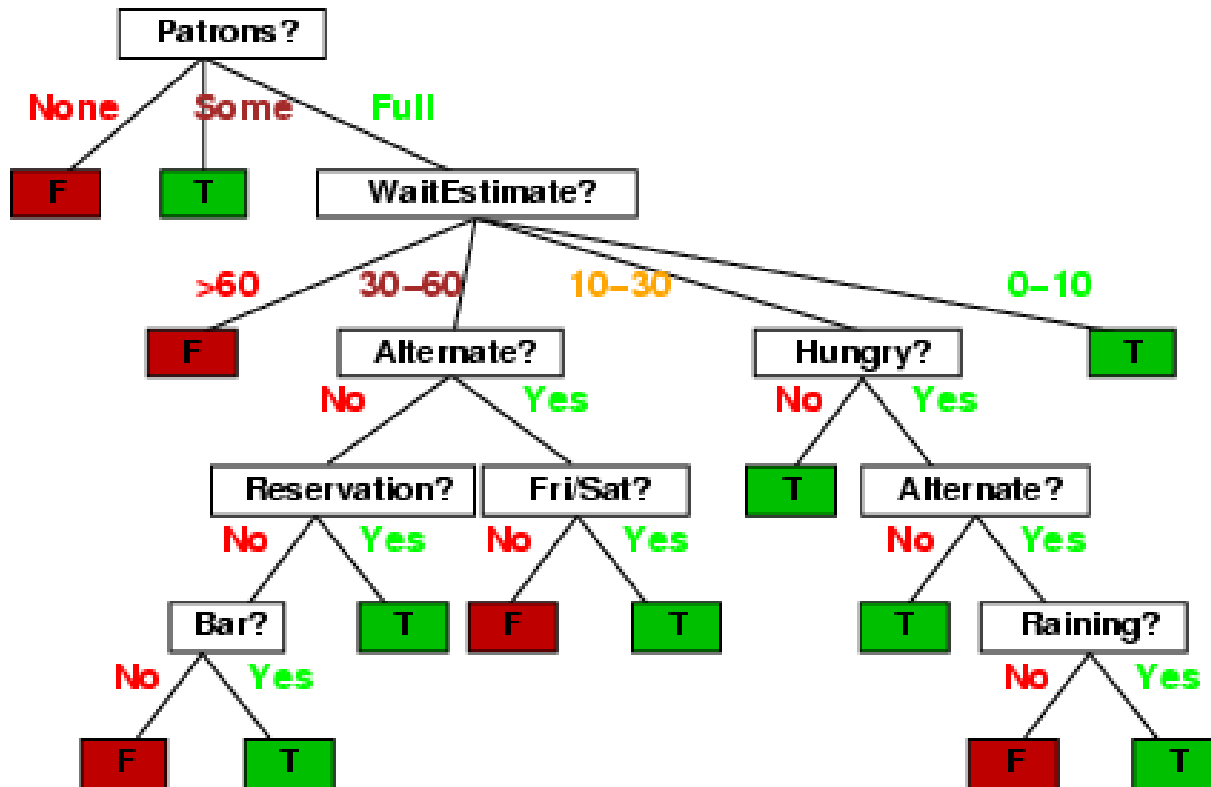 Patrons?
None Some Full
F T WaitEstimate?
>60 30–60 10–30 0–10
F Alternate? Hungry? T
No Yes No Yes
Reservation? Fri/Sat? T Alternate?
No Yes No Yes No Yes
Bar? T F T T Raining?
No Yes No Yes
F T F T